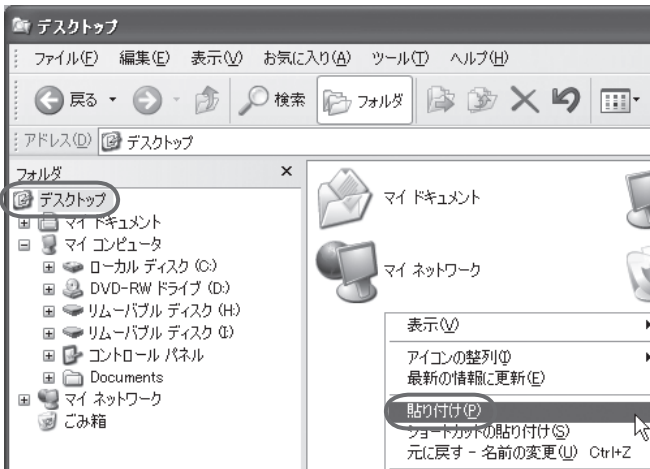 デスクトップ
ファイル(F) 編集(E) 表示(V) お気に入り(A) ツール(T) ヘルプ(H)
戻る 検索 フォルダ
アドレス(D) デスクトップ
フォルダ ×
デスクトップ
マイ ドキュメント
マイ コンピュータ
ローカル ディスク (C:)
DVD-RW ドライブ (D:)
リムーバブル ディスク (H:)
リムーバブル ディスク (I:)
コントロール パネル
Documents
マイ ネットワーク
ごみ箱
マイ ドキュメント
マイ ネットワーク
表示(V)
アイコンの整列(I)
最新の情報に更新(E)
貼り付け(P)
ショートカットの貼り付け(S)
元に戻す - 名前の変更(U) Ctrl+Z